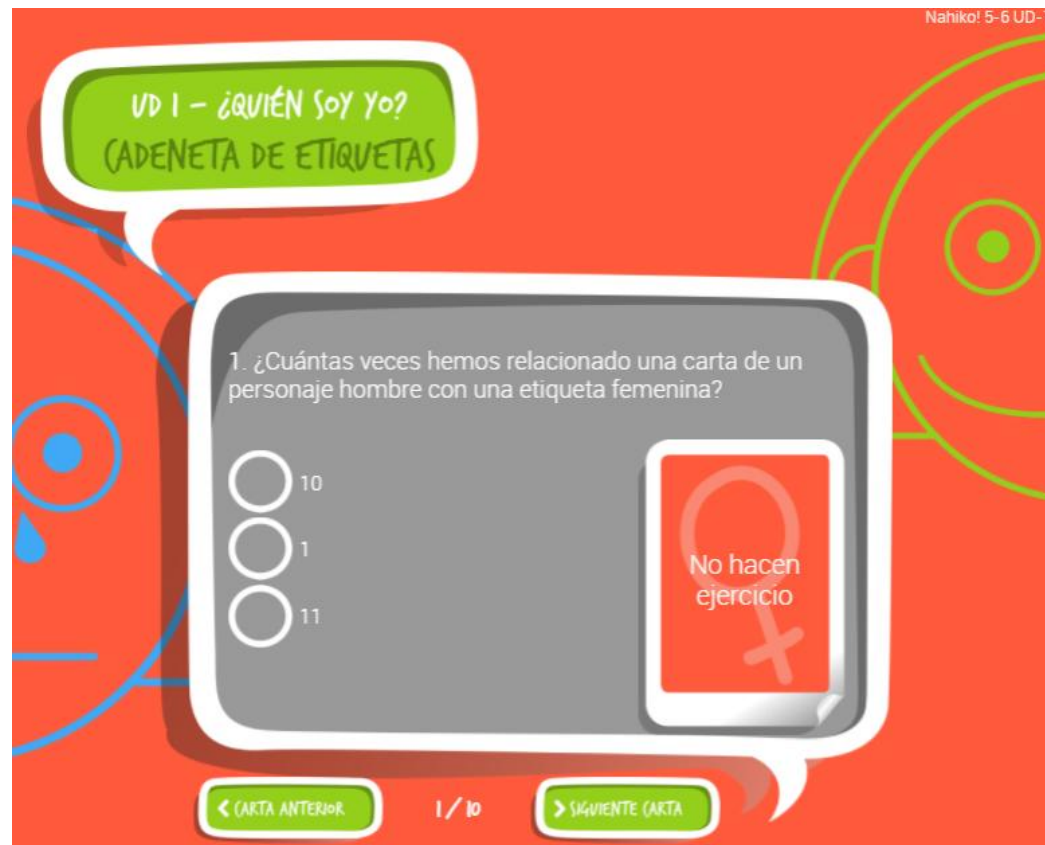 Nahiko! 5-6 UD-
UD 1 – ¿QUIÉN SOY YO?
CADENETA DE ETIQUETAS
1. ¿Cuántas veces hemos relacionado una carta de un
personaje hombre con una etiqueta femenina?
10
1
11
No hacen
ejercicio
CARTA ANTERIOR
1/10
SIGUIENTE CARTA